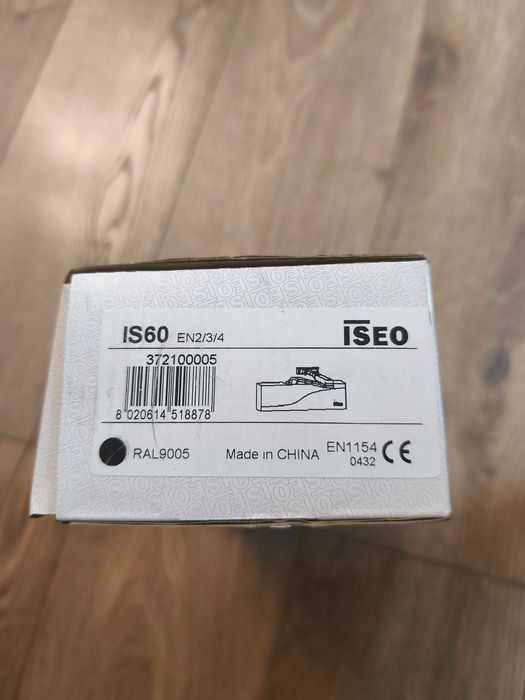 IS60 EN2/3/4
ISEO
372100005
8 020614 518878
RAL9005
Made in CHINA
EN1154
0432
CE